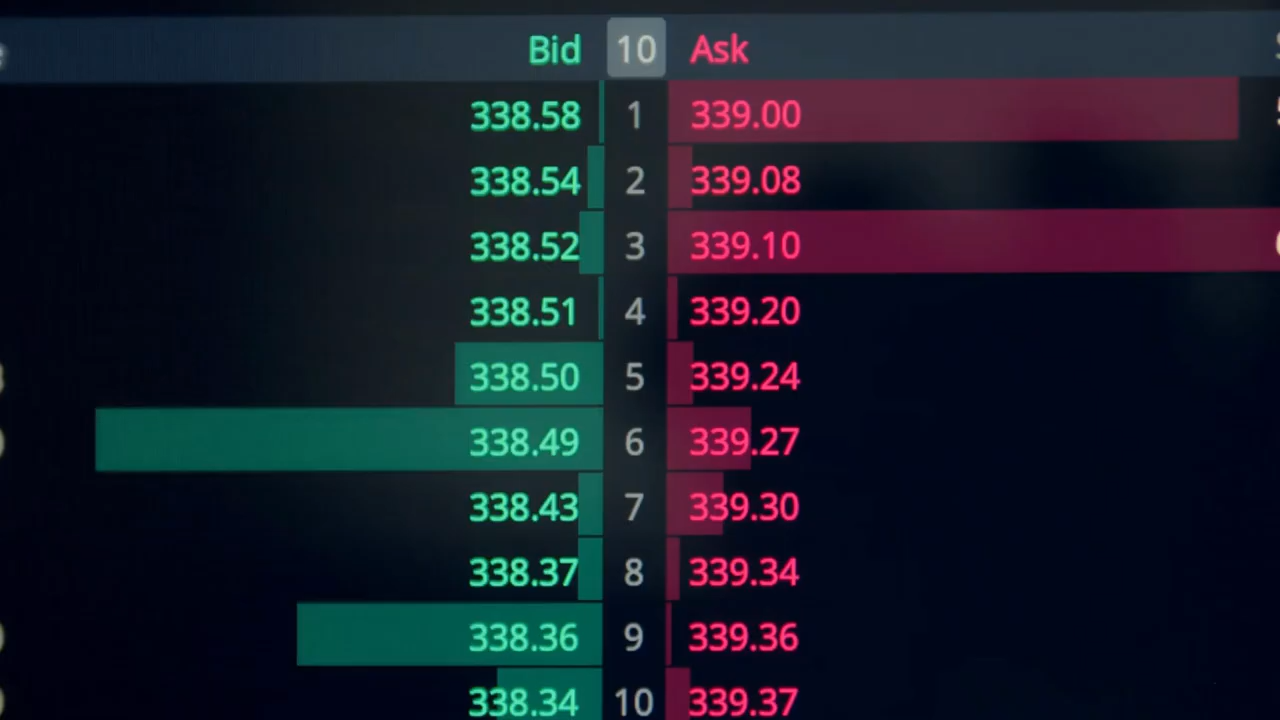 Bid 10 Ask
338.58 1 339.00
338.54 2 339.08
338.52 3 339.10
338.51 4 339.20
338.50 5 339.24
338.49 6 339.27
338.43 7 339.30
338.37 8 339.34
338.36 9 339.36
338.34 10 339.37